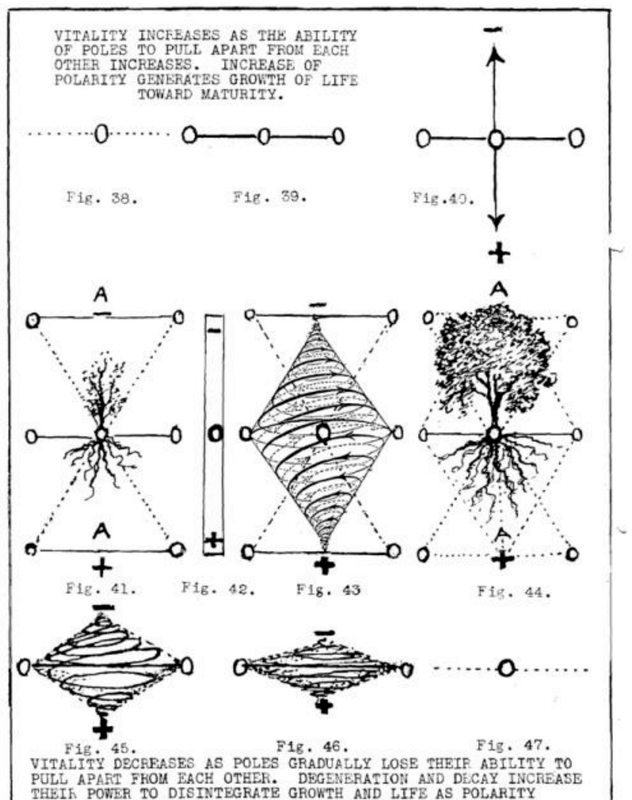 VITALITY INCREASES AS THE ABILITY
OF POLES TO PULL APART FROM EACH
OTHER INCREASES. INCREASE OF
POLARITY GENERATES GROWTH OF LIFE
TOWARD MATURITY.
−
O
O O O
O O O
Fig. 38.
Fig. 39.
Fig.40.
+
A
A
−
−
−
−
O O
O O
O O
O O O
O
O O O
O O O
A
A
+
+
+
+
O O
O O
O O
Fig. 41.
Fig. 42.
Fig. 43
Fig. 44.
−
−
O O
O O
O
+
+
Fig. 45.
Fig. 46.
Fig. 47.
VITALITY DECREASES AS POLES GRADUALLY LOSE THEIR ABILITY TO
PULL APART FROM EACH OTHER. DEGENERATION AND DECAY INCREASE
THEIR POWER TO DISINTEGRATE GROWTH AND LIFE AS POLARITY